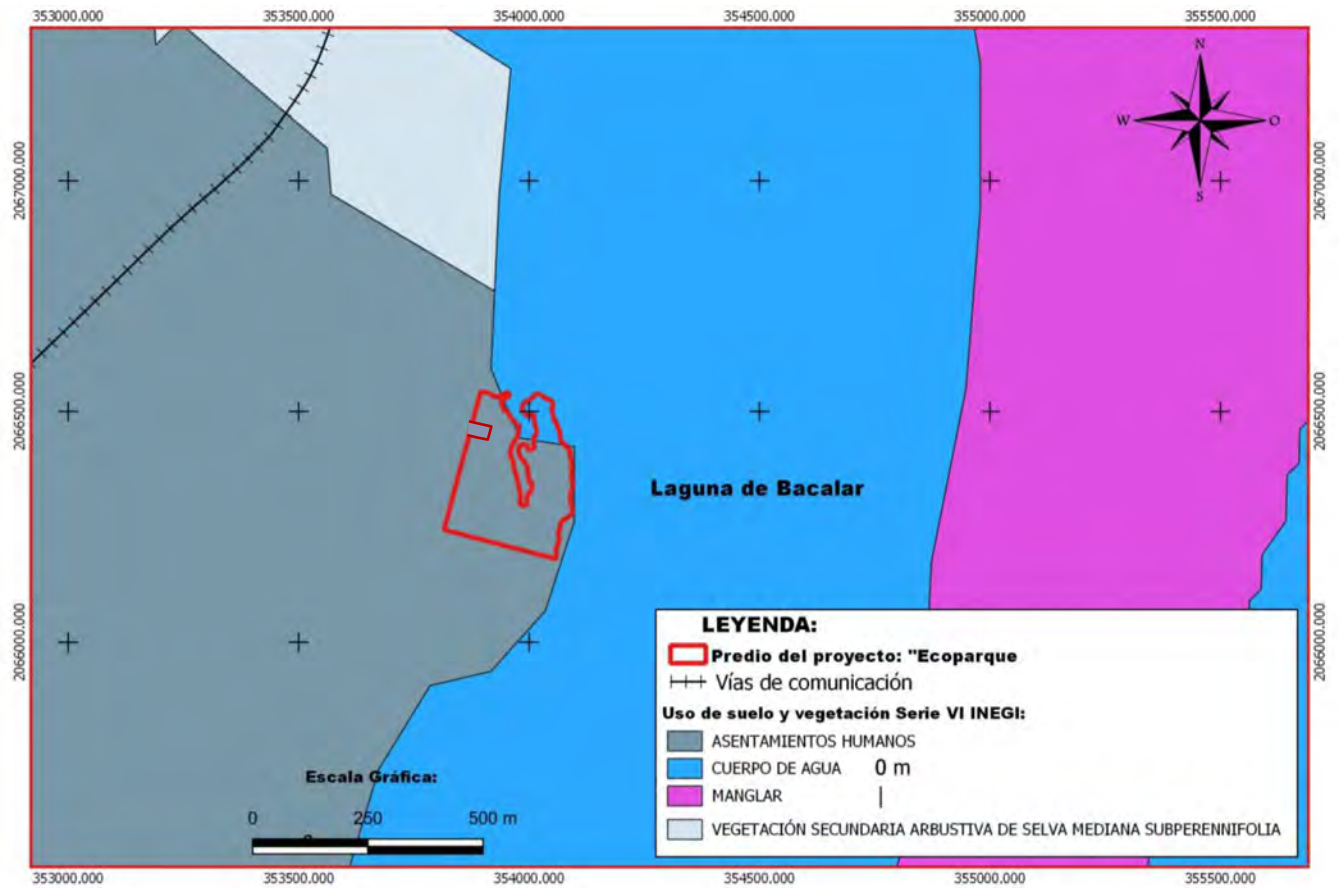 353000.000 353500.000 354000.000 354500.000 355000.000 355500.000
N
W O
S
2067000.000 2067000.000
2066500.000 2066500.000
Laguna de Bacalar
2066000.000 2066000.000
LEYENDA:
Predio del proyecto: "Ecoparque
Vías de comunicación
Uso de suelo y vegetación Serie VI INEGI:
ASENTAMIENTOS HUMANOS
CUERPO DE AGUA 0 m
MANGLAR
VEGETACIÓN SECUNDARIA ARBUSTIVA DE SELVA MEDIANA SUBPERENNIFOLIA
Escala Gráfica:
0 250 500 m
353000.000 353500.000 354000.000 354500.000 355000.000 355500.000